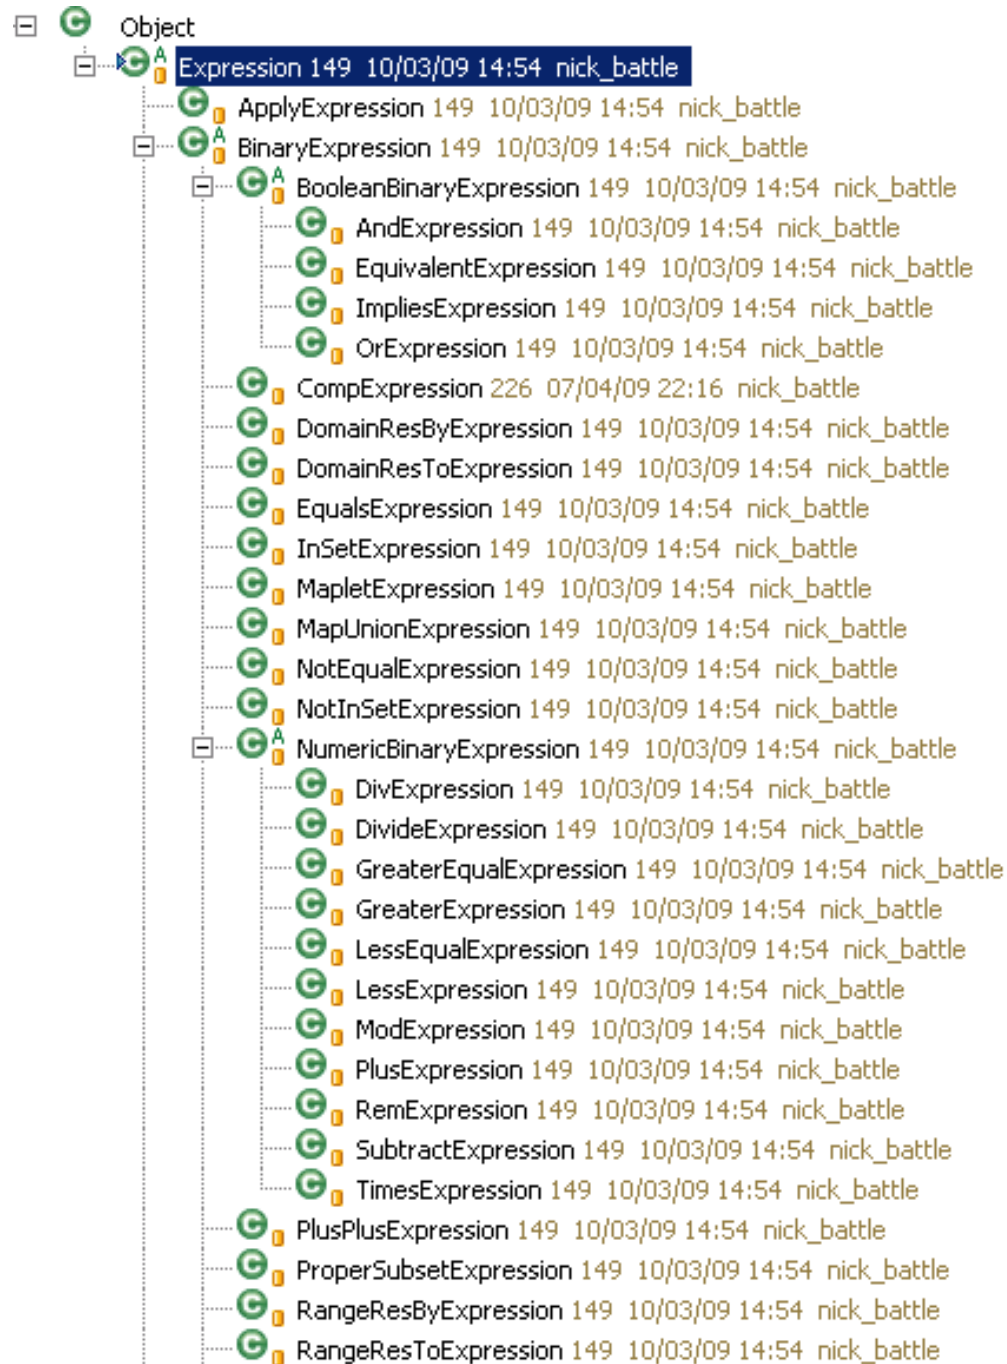 Object
Expression 149 10/03/09 14:54 nick_battle
ApplyExpression 149 10/03/09 14:54 nick_battle
BinaryExpression 149 10/03/09 14:54 nick_battle
BooleanBinaryExpression 149 10/03/09 14:54 nick_battle
AndExpression 149 10/03/09 14:54 nick_battle
EquivalentExpression 149 10/03/09 14:54 nick_battle
ImpliesExpression 149 10/03/09 14:54 nick_battle
OrExpression 149 10/03/09 14:54 nick_battle
CompExpression 226 07/04/09 22:16 nick_battle
DomainResByExpression 149 10/03/09 14:54 nick_battle
DomainResToExpression 149 10/03/09 14:54 nick_battle
EqualsExpression 149 10/03/09 14:54 nick_battle
InSetExpression 149 10/03/09 14:54 nick_battle
MapletExpression 149 10/03/09 14:54 nick_battle
MapUnionExpression 149 10/03/09 14:54 nick_battle
NotEqualExpression 149 10/03/09 14:54 nick_battle
NotInSetExpression 149 10/03/09 14:54 nick_battle
NumericBinaryExpression 149 10/03/09 14:54 nick_battle
DivExpression 149 10/03/09 14:54 nick_battle
DivideExpression 149 10/03/09 14:54 nick_battle
GreaterEqualExpression 149 10/03/09 14:54 nick_battle
GreaterExpression 149 10/03/09 14:54 nick_battle
LessEqualExpression 149 10/03/09 14:54 nick_battle
LessExpression 149 10/03/09 14:54 nick_battle
ModExpression 149 10/03/09 14:54 nick_battle
PlusExpression 149 10/03/09 14:54 nick_battle
RemExpression 149 10/03/09 14:54 nick_battle
SubtractExpression 149 10/03/09 14:54 nick_battle
TimesExpression 149 10/03/09 14:54 nick_battle
PlusPlusExpression 149 10/03/09 14:54 nick_battle
ProperSubsetExpression 149 10/03/09 14:54 nick_battle
RangeResByExpression 149 10/03/09 14:54 nick_battle
RangeResToExpression 149 10/03/09 14:54 nick_battle